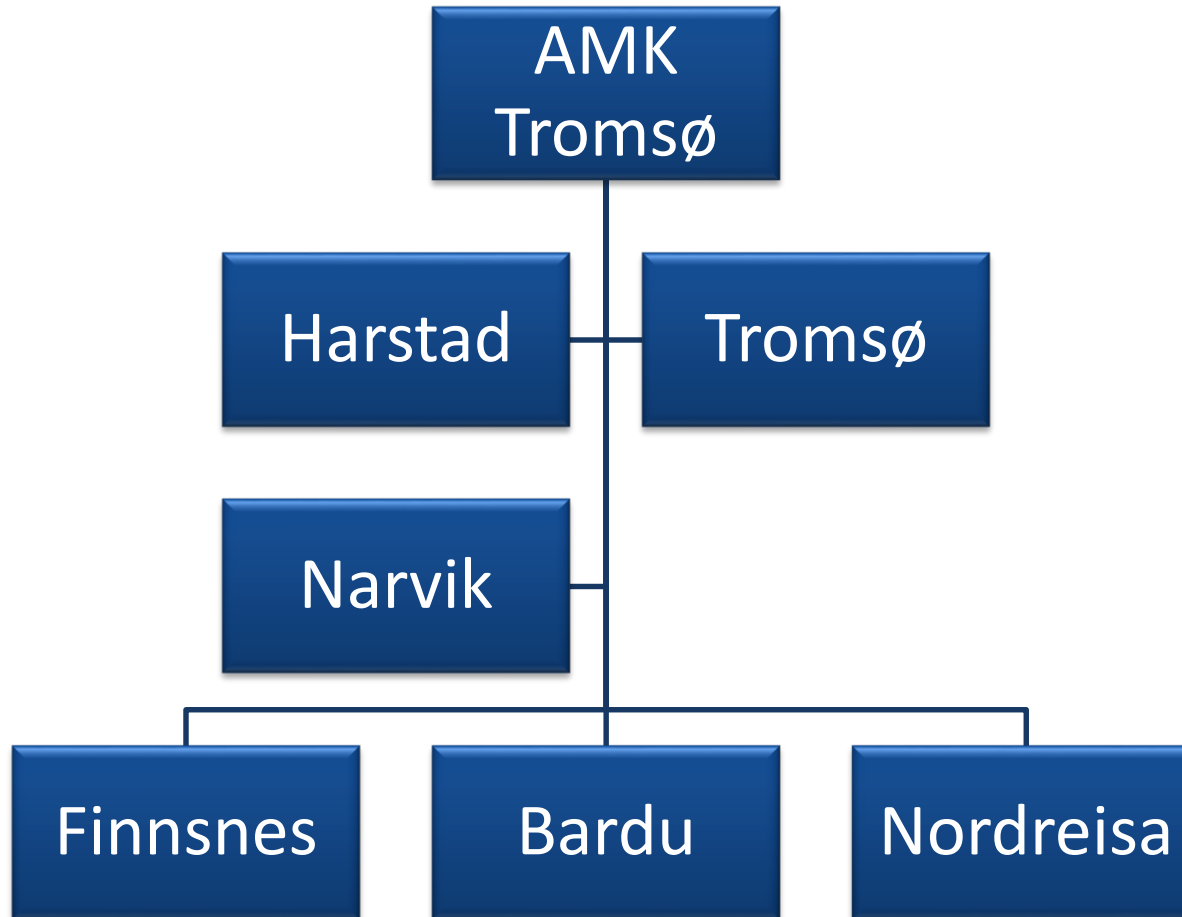 AMK
Tromsø
Harstad
Tromsø
Narvik
Finnsnes
Bardu
Nordreisa